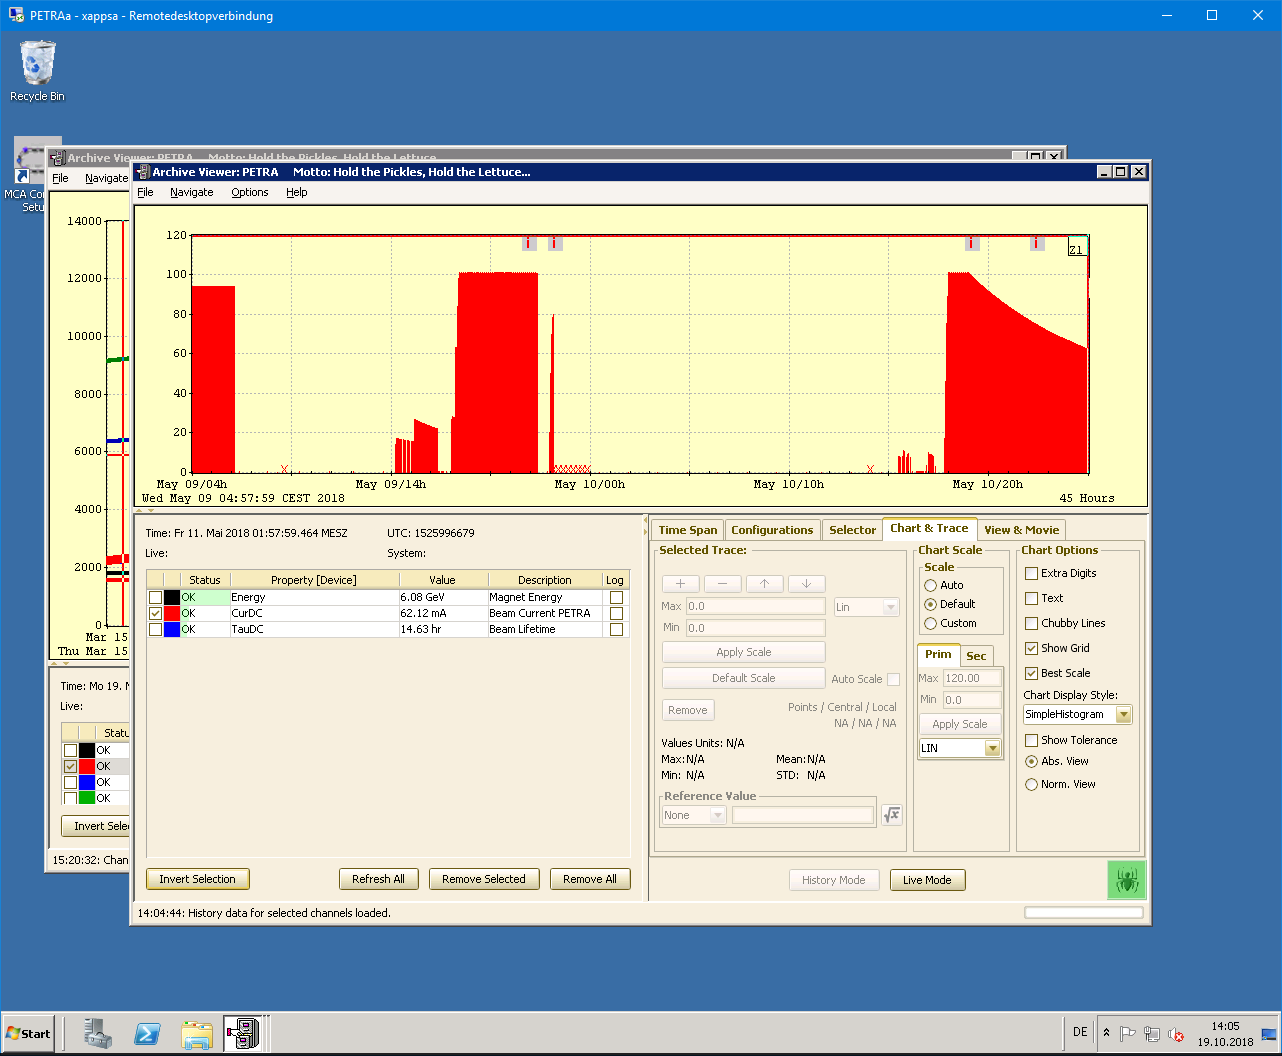 PETRAa - xappsa - Remotedesktopverbindung
Recycle Bin
MCA Co
Setu
Archive Viewer: PETRA Motto: Hold the Pickles, Hold the Lettuce
File Navigate
14000
12000
10000
8000
6000
4000
2000
0
Mar 15
Thu Mar 15
Time: Mo 19. M
Live:
Statu
OK
OK
OK
OK
Invert Selec
15:20:32: Chan
Archive Viewer: PETRA Motto: Hold the Pickles, Hold the Lettuce...
File Navigate Options Help
120
100
80
60
40
20
0
i i i i
Z1
May 09/04h May 09/14h May 10/00h May 10/10h May 10/20h
Wed May 09 04:57:59 CEST 2018 45 Hours
Time: Fr 11. Mai 2018 01:57:59.464 MESZ UTC: 1525996679
Live: System:
Status Property [Device] Value Description Log
OK Energy 6.08 GeV Magnet Energy
OK CurDC 62.12 mA Beam Current PETRA
OK TauDC 14.63 hr Beam Lifetime
Invert Selection Refresh All Remove Selected Remove All
14:04:44: History data for selected channels loaded.
Time Span Configurations Selector Chart & Trace View & Movie
Selected Trace:
+ − ↑ ↓
Max 0.0 Lin
Min 0.0
Apply Scale
Default Scale Auto Scale
Remove Points / Central / Local
NA / NA / NA
Values Units: N/A
Max: N/A Mean: N/A
Min: N/A STD: N/A
Reference Value
None √x
Chart Scale
Scale
Auto
Default
Custom
Prim Sec
Max 120.00
Min 0.0
Apply Scale
LIN
Chart Options
Extra Digits
Text
Chubby Lines
Show Grid
Best Scale
Chart Display Style:
SimpleHistogram
Show Tolerance
Abs. View
Norm. View
History Mode Live Mode
Start
DE
14:05
19.10.2018